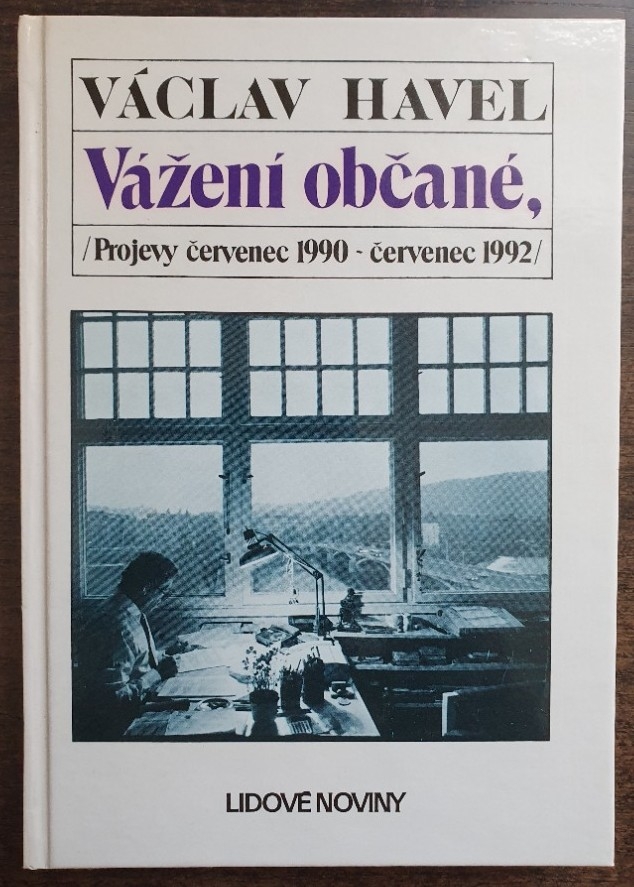 VÁCLAV HAVEL
Vážení občané,
/Projevy červenec 1990 - červenec 1992/
LIDOVÉ NOVINY